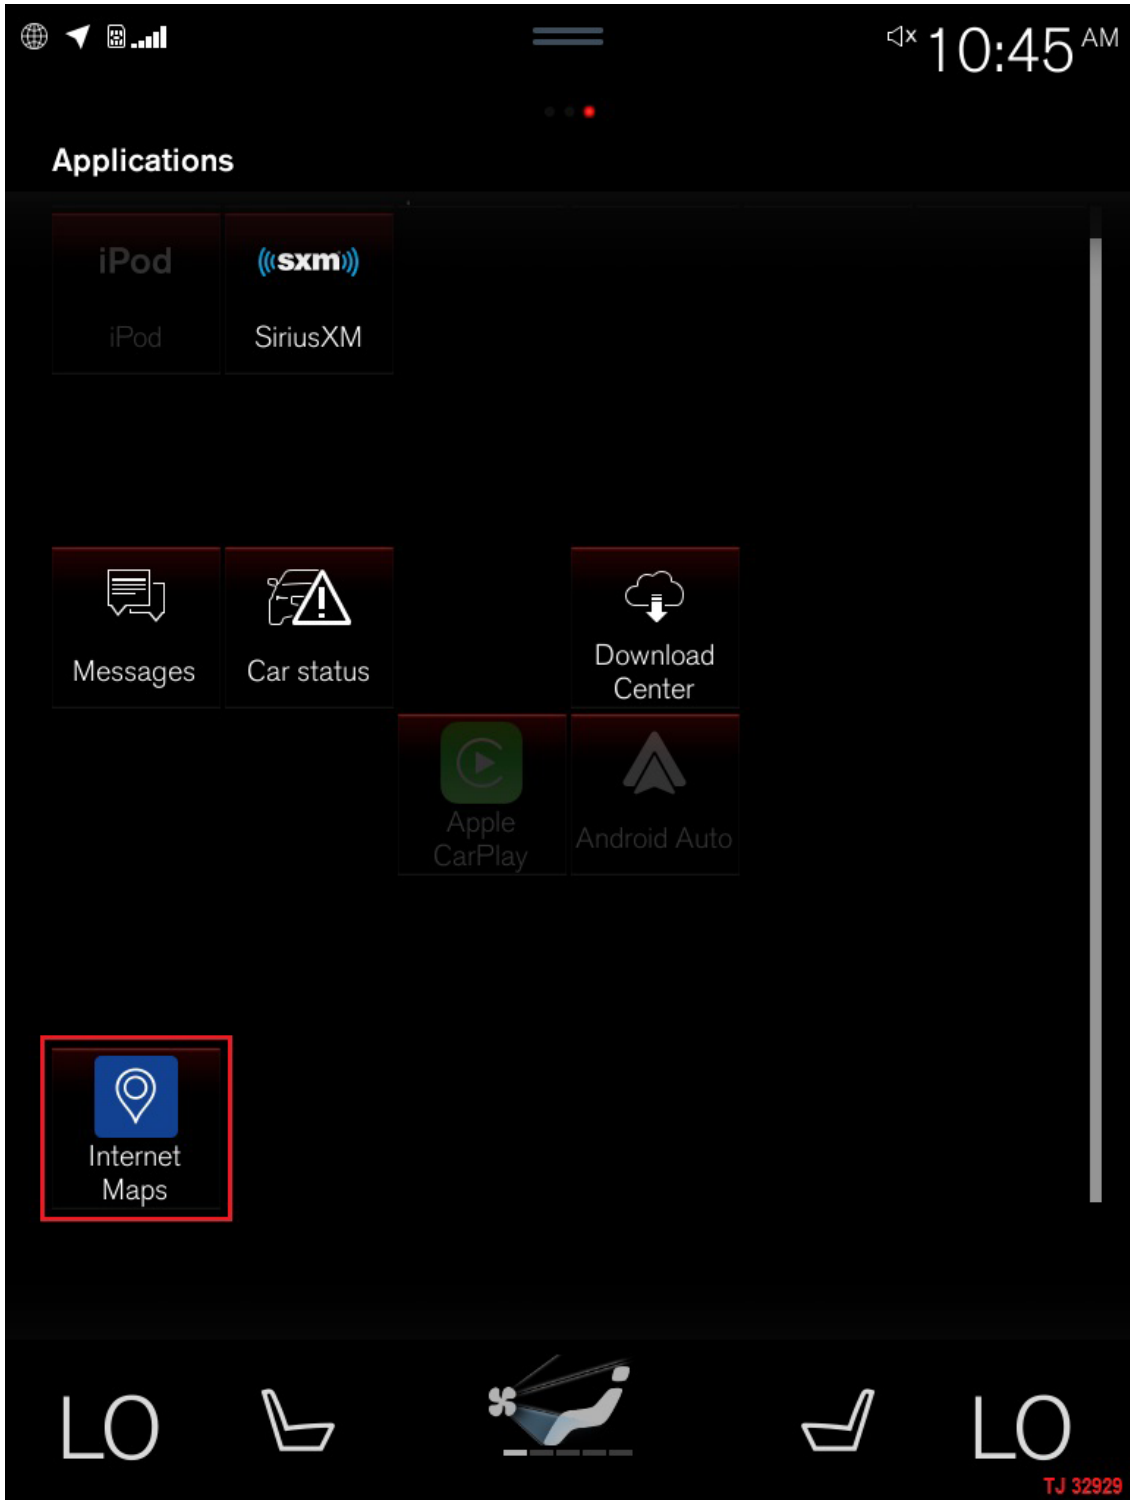 10:45 AM
Applications
iPod
sxm
iPod
SiriusXM
Messages
Car status
Download
Center
Apple
CarPlay
Android Auto
Internet
Maps
LO
LO
TJ 32929